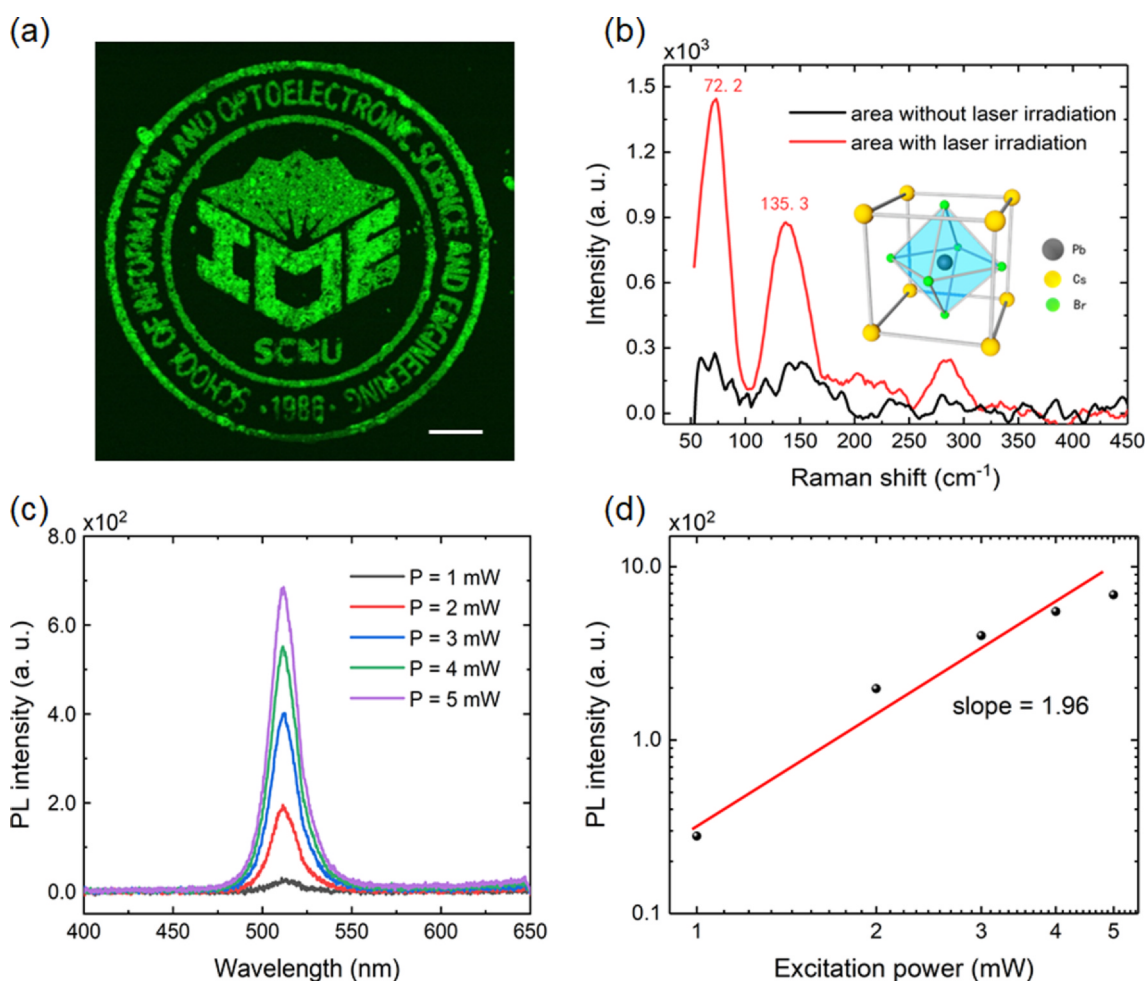 (a)
SCHOOL OF INFORMATION AND OPTOELECTRONIC SCIENCE AND ENGINEERING
SCNU
·1986·
(b)
x10³
1.5
1.2
0.9
0.6
0.3
0.0
Intensity (a. u.)
72. 2
135. 3
area without laser irradiation
area with laser irradiation
Pb
Cs
Br
50 100 150 200 250 300 350 400 450
Raman shift (cm⁻¹)
(c)
x10²
8.0
6.0
4.0
2.0
0.0
PL intensity (a. u.)
P = 1 mW
P = 2 mW
P = 3 mW
P = 4 mW
P = 5 mW
400 450 500 550 600 650
Wavelength (nm)
(d)
x10²
10.0
1.0
0.1
PL intensity (a. u.)
slope = 1.96
1 2 3 4 5
Excitation power (mW)